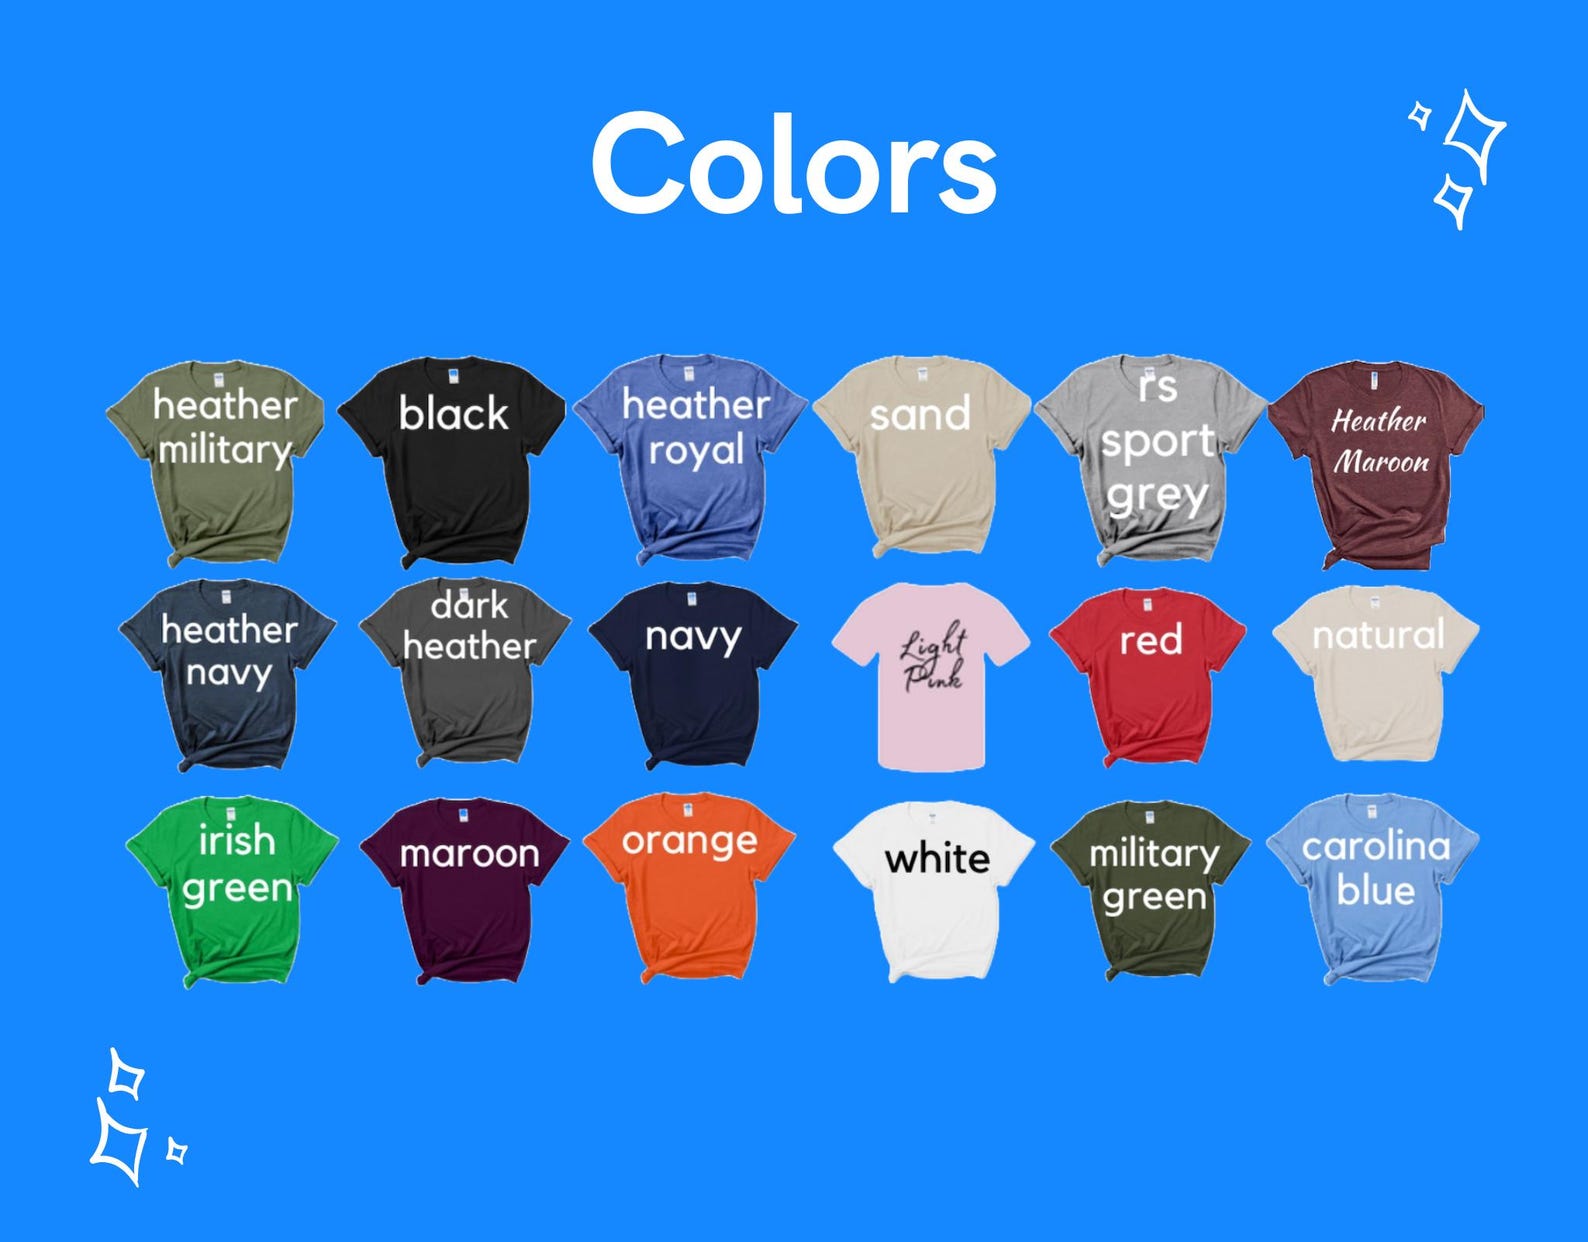 Colors
heather
military
black
heather
royal
sand
rs
sport
grey
Heather
Maroon
heather
navy
dark
heather
navy
Light
Pink
red
natural
irish
green
maroon
orange
white
military
green
carolina
blue